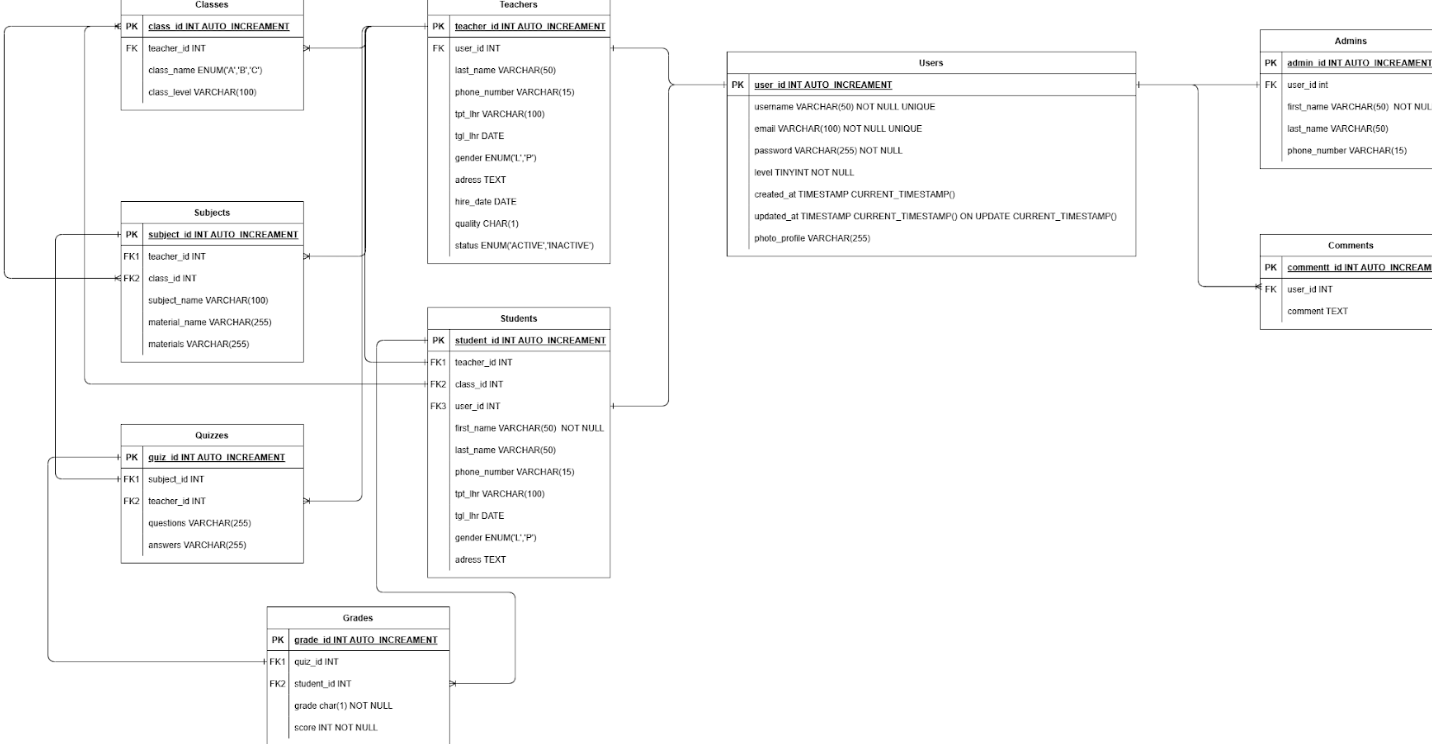 Classes
PK class_id INT AUTO_INCREAMENT
FK teacher_id INT
class_name ENUM('A','B','C')
class_level VARCHAR(100)
Subjects
PK subject_id INT AUTO_INCREAMENT
FK1 teacher_id INT
FK2 class_id INT
subject_name VARCHAR(100)
material_name VARCHAR(255)
materials VARCHAR(255)
Quizzes
PK quiz_id INT AUTO_INCREAMENT
FK1 subject_id INT
FK2 teacher_id INT
questions VARCHAR(255)
answers VARCHAR(255)
Grades
PK grade_id INT AUTO_INCREAMENT
FK1 quiz_id INT
FK2 student_id INT
grade char(1) NOT NULL
score INT NOT NULL
Teachers
PK teacher_id INT AUTO_INCREAMENT
FK user_id INT
last_name VARCHAR(50)
phone_number VARCHAR(15)
tpt_lhr VARCHAR(100)
tgl_lhr DATE
gender ENUM('L','P')
adress TEXT
hire_date DATE
quality CHAR(1)
status ENUM('ACTIVE','INACTIVE')
Students
PK student_id INT AUTO_INCREAMENT
FK1 teacher_id INT
FK2 class_id INT
FK3 user_id INT
first_name VARCHAR(50) NOT NULL
last_name VARCHAR(50)
phone_number VARCHAR(15)
tpt_lhr VARCHAR(100)
tgl_lhr DATE
gender ENUM('L','P')
adress TEXT
Users
PK user_id INT AUTO_INCREAMENT
username VARCHAR(50) NOT NULL UNIQUE
email VARCHAR(100) NOT NULL UNIQUE
password VARCHAR(255) NOT NULL
level TINYINT NOT NULL
created_at TIMESTAMP CURRENT_TIMESTAMP()
updated_at TIMESTAMP CURRENT_TIMESTAMP() ON UPDATE CURRENT_TIMESTAMP()
photo_profile VARCHAR(255)
Admins
PK admin_id INT AUTO_INCREAMENT
FK user_id int
first_name VARCHAR(50) NOT NUL
last_name VARCHAR(50)
phone_number VARCHAR(15)
Comments
PK commentt_id INT AUTO_INCREAM
FK user_id INT
comment TEXT